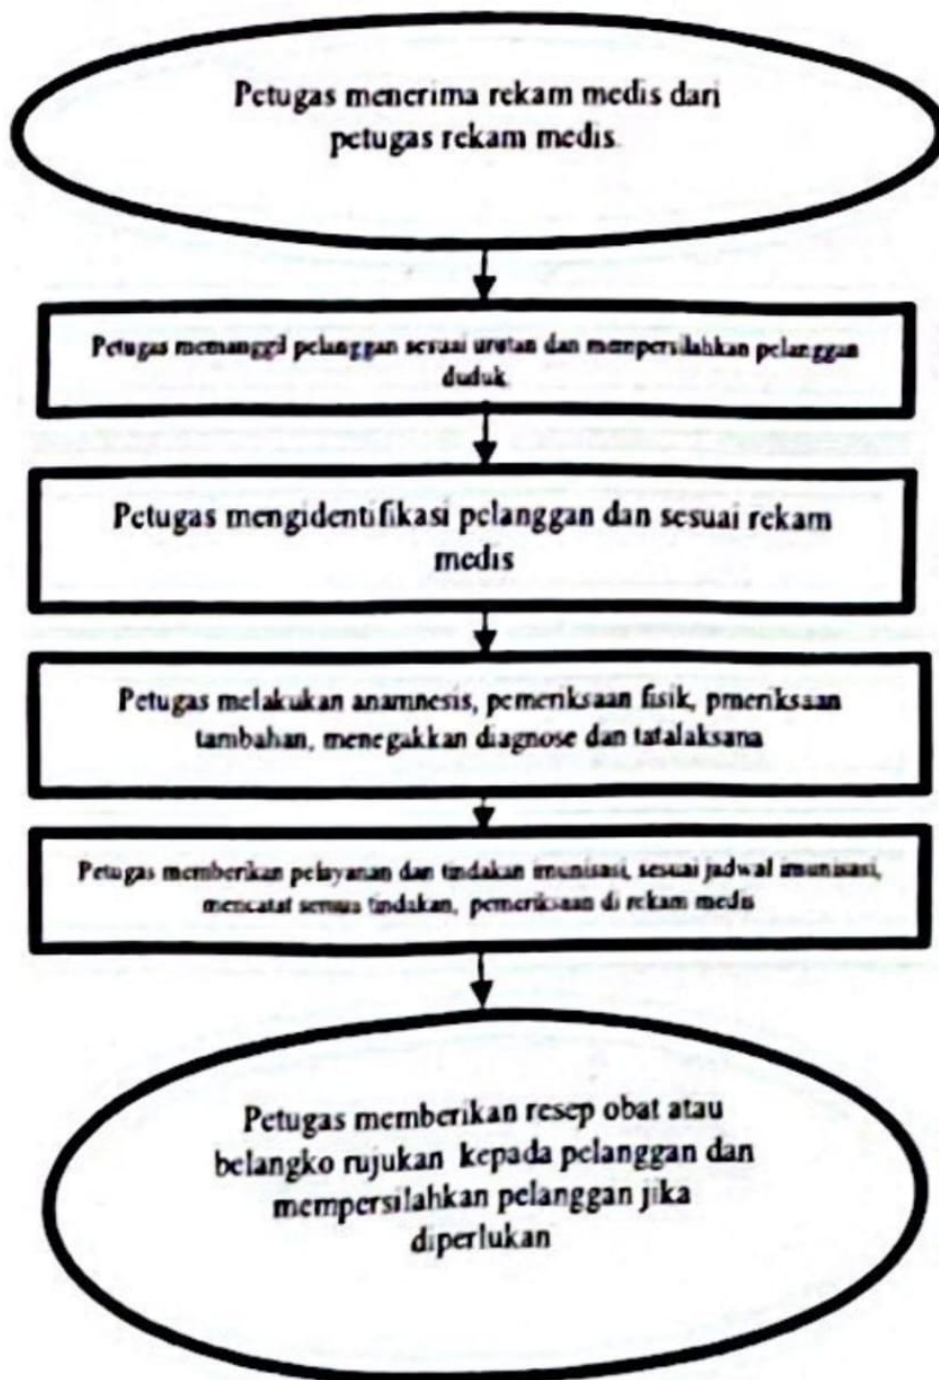 Petugas menerima rekam medis dari
petugas rekam medis.
Petugas memanggil pelanggan sesuai urutan dan mempersilahkan pelanggan
duduk.
Petugas mengidentifikasi pelanggan dan sesuai rekam
medis
Petugas melakukan anamnesis, pemeriksaan fisik, pmeriksaan
tambahan, menegakkan diagnose dan tatalaksana
Petugas memberikan pelayanan dan tindakan imunisasi, sesuai jadwal imunisasi,
mencatat semua tindakan, pemeriksaan di rekam medis
Petugas memberikan resep obat atau
belangko rujukan kepada pelanggan dan
mempersilahkan pelanggan jika
diperlukan